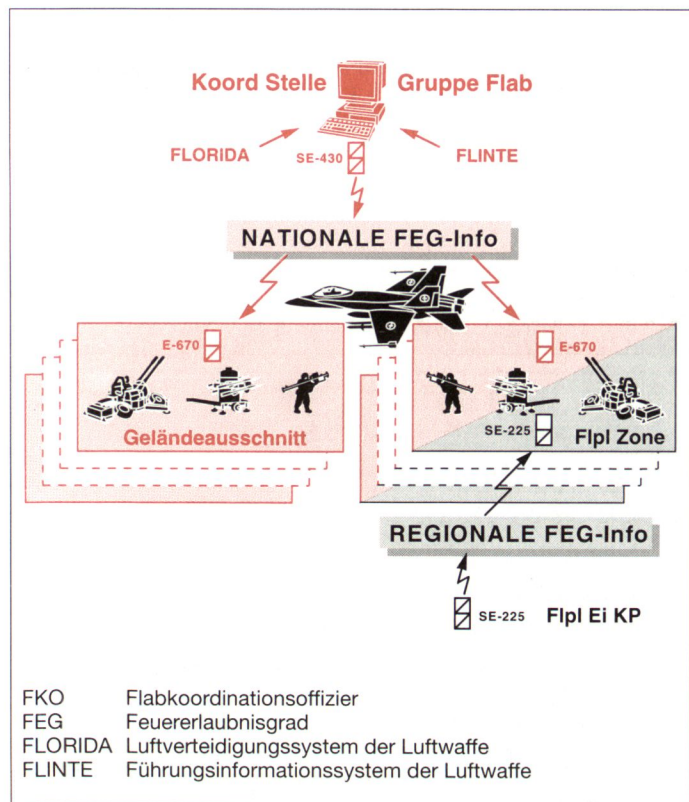 Koord Stelle Gruppe Flab
FLORIDA SE-430 FLINTE
NATIONALE FEG-Info
E-670 E-670
SE-225
Geländeausschnitt Flpl Zone
REGIONALE FEG-Info
SE-225 Flpl Ei KP
FKO Flabkoordinationsoffizier
FEG Feuererlaubnisgrad
FLORIDA Luftverteidigungssystem der Luftwaffe
FLINTE Führungsinformationssystem der Luftwaffe